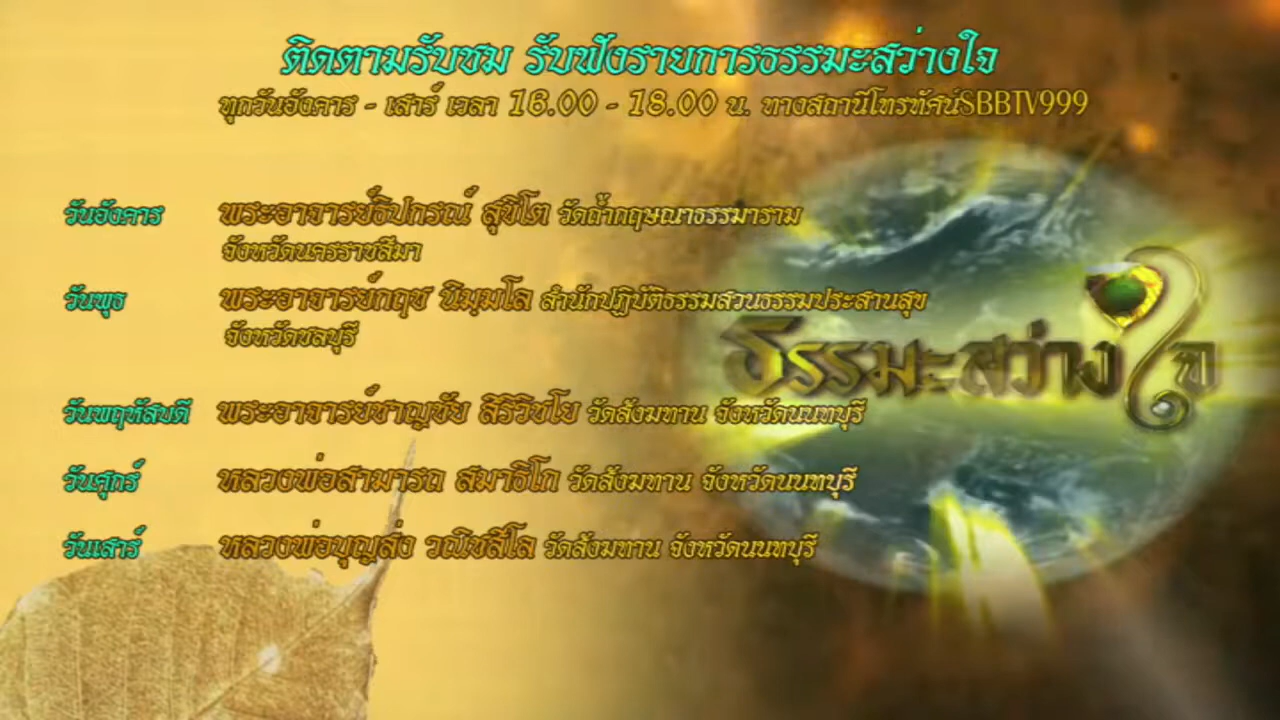 ติดตามรับชม รับฟังรายการธรรมะสว่างใจ
ทุกวันอังคาร - เสาร์ เวลา 16.00 - 18.00 น. ทางสถานีโทรทัศน์SBBTV999
วันอังคาร พระอาจารย์ธิปกรณ์ สุชิโต วัดถ้ำกฤษณาธรรมาราม
จังหวัดนครราชสีมา
วันพุธ พระอาจารย์กฤช นิมฺมโล สำนักปฏิบัติธรรมสวนธรรมประสานสุข
จังหวัดชลบุรี
ธรรมะสว่างใจ
วันพฤหัสบดี พระอาจารย์ชาญชัย สิริวิชโย วัดสังฆทาน จังหวัดนนทบุรี
วันศุกร์ หลวงพ่อสามารถ สมาธิโก วัดสังฆทาน จังหวัดนนทบุรี
วันเสาร์ หลวงพ่อบุญส่ง วณิชสีโล วัดสังฆทาน จังหวัดนนทบุรี